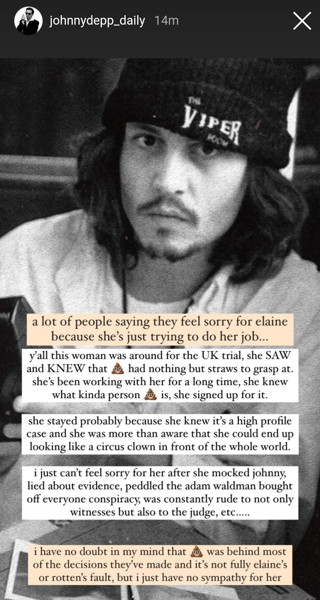 johnnydepp_daily 14m
THE
VIPER
ROOM
a lot of people saying they feel sorry for elaine
because she's just trying to do her job...
y'all this woman was around for the UK trial, she SAW
and KNEW that 💩 had nothing but straws to grasp at.
she's been working with her for a long time, she knew
what kinda person 💩 is, she signed up for it.
she stayed probably because she knew it's a high profile
case and she was more than aware that she could end up
looking like a circus clown in front of the whole world.
i just can't feel sorry for her after she mocked johnny,
lied about evidence, peddled the adam waldman bought
off everyone conspiracy, was constantly rude to not only
witnesses but also to the judge, etc.....
i have no doubt in my mind that 💩 was behind most
of the decisions they've made and it's not fully elaine's
or rotten's fault, but i just have no sympathy for her